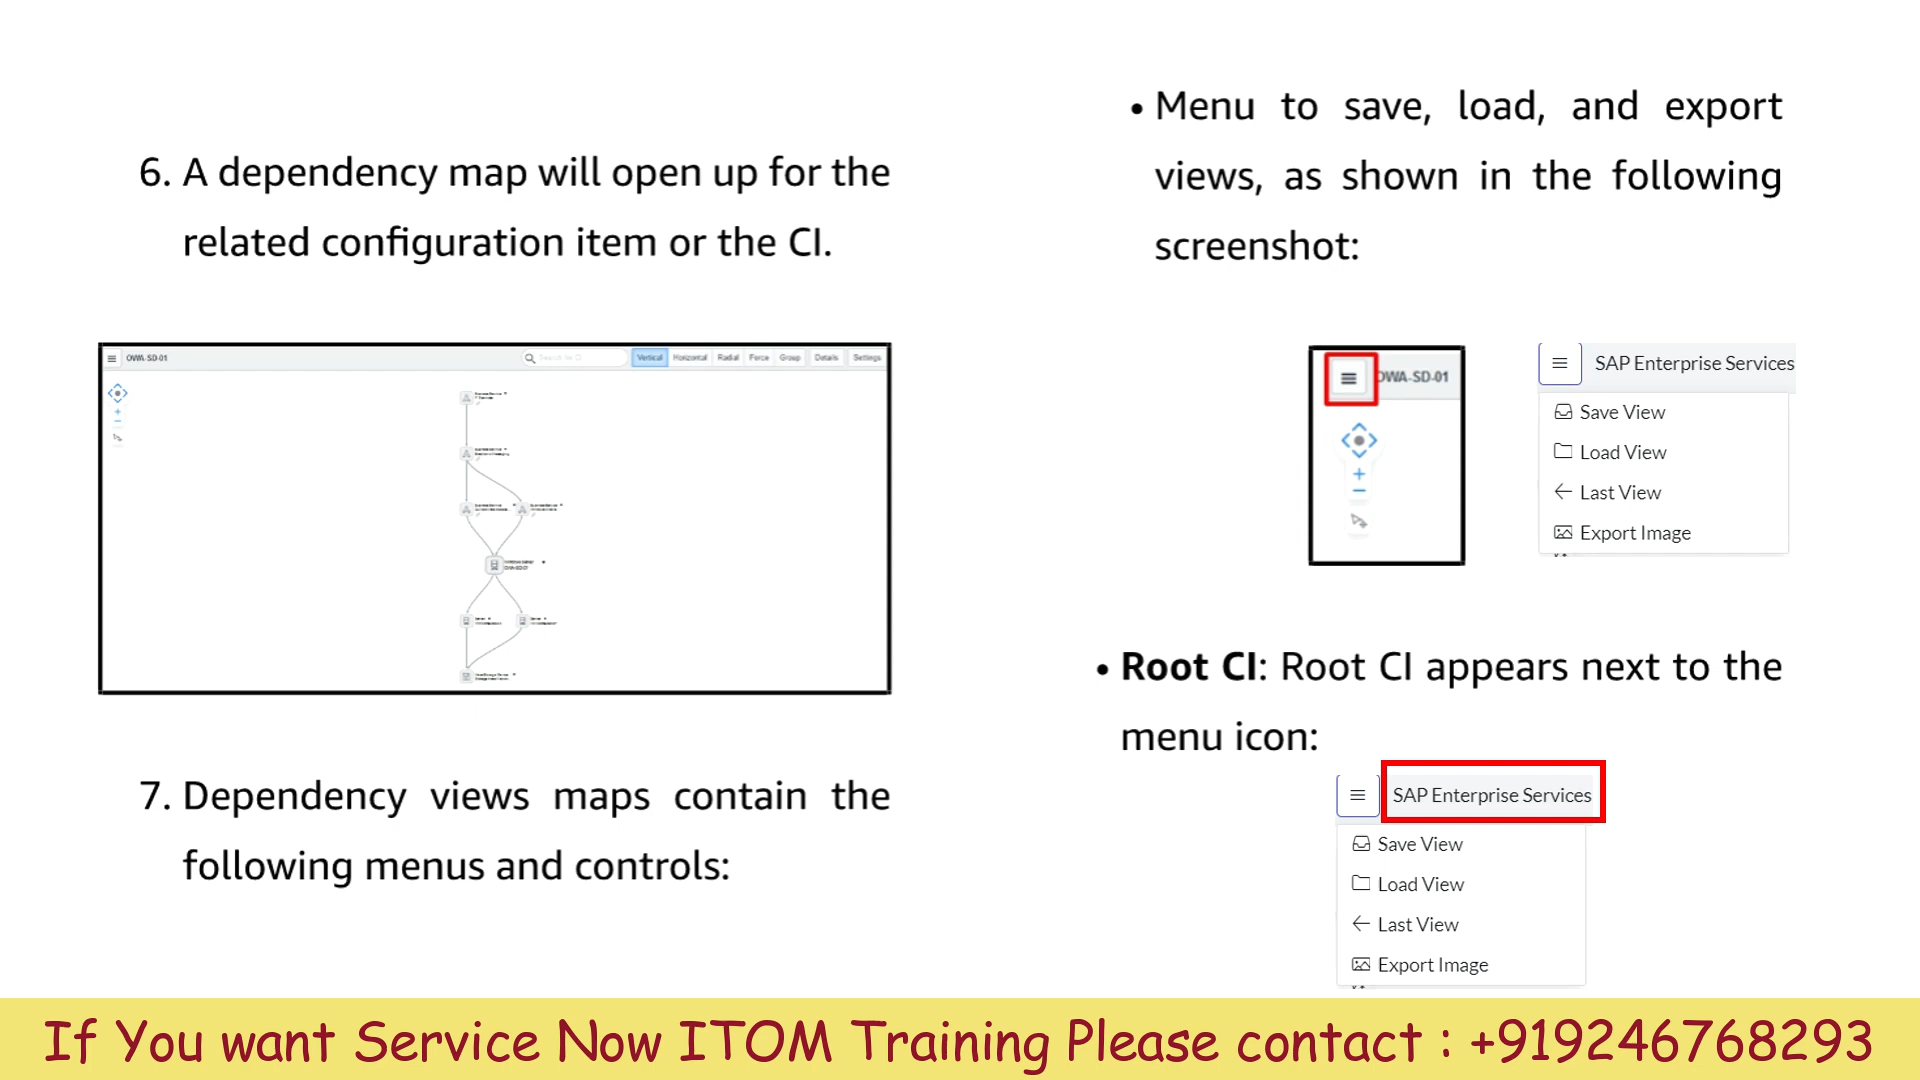 6. A dependency map will open up for the
related configuration item or the CI.
OWA-SD-01
Vertical Horizontal Radial Force Group Details Settings
7. Dependency views maps contain the
following menus and controls:
• Menu to save, load, and export
views, as shown in the following
screenshot:
OWA-SD-01
SAP Enterprise Services
Save View
Load View
Last View
Export Image
• Root CI: Root CI appears next to the
menu icon:
SAP Enterprise Services
Save View
Load View
Last View
Export Image
If You want Service Now ITOM Training Please contact : +919246768293